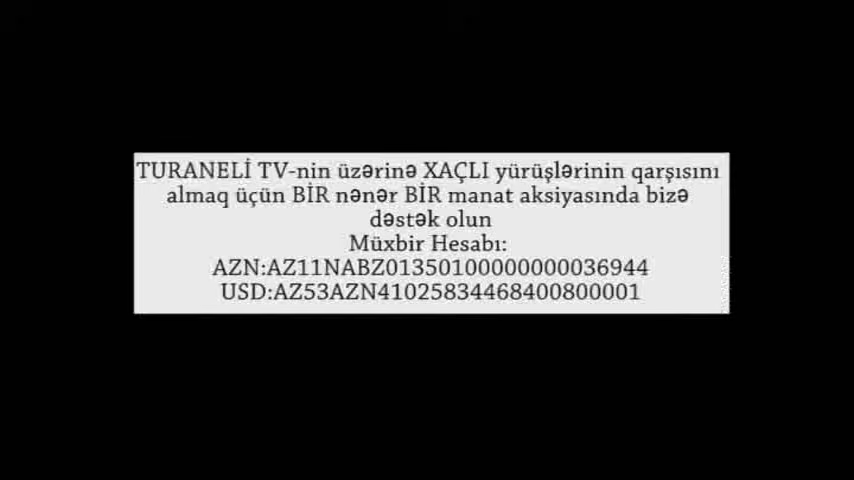 TURANELİ TV-nin üzərinə XAÇLI yürüşlərinin qarşısını
almaq üçün BİR nənər BİR manat aksiyasında bizə
dəstək olun
Müxbir Hesabı:
AZN:AZ11NABZ01350100000000036944
USD:AZ53AZN41025834468400800001